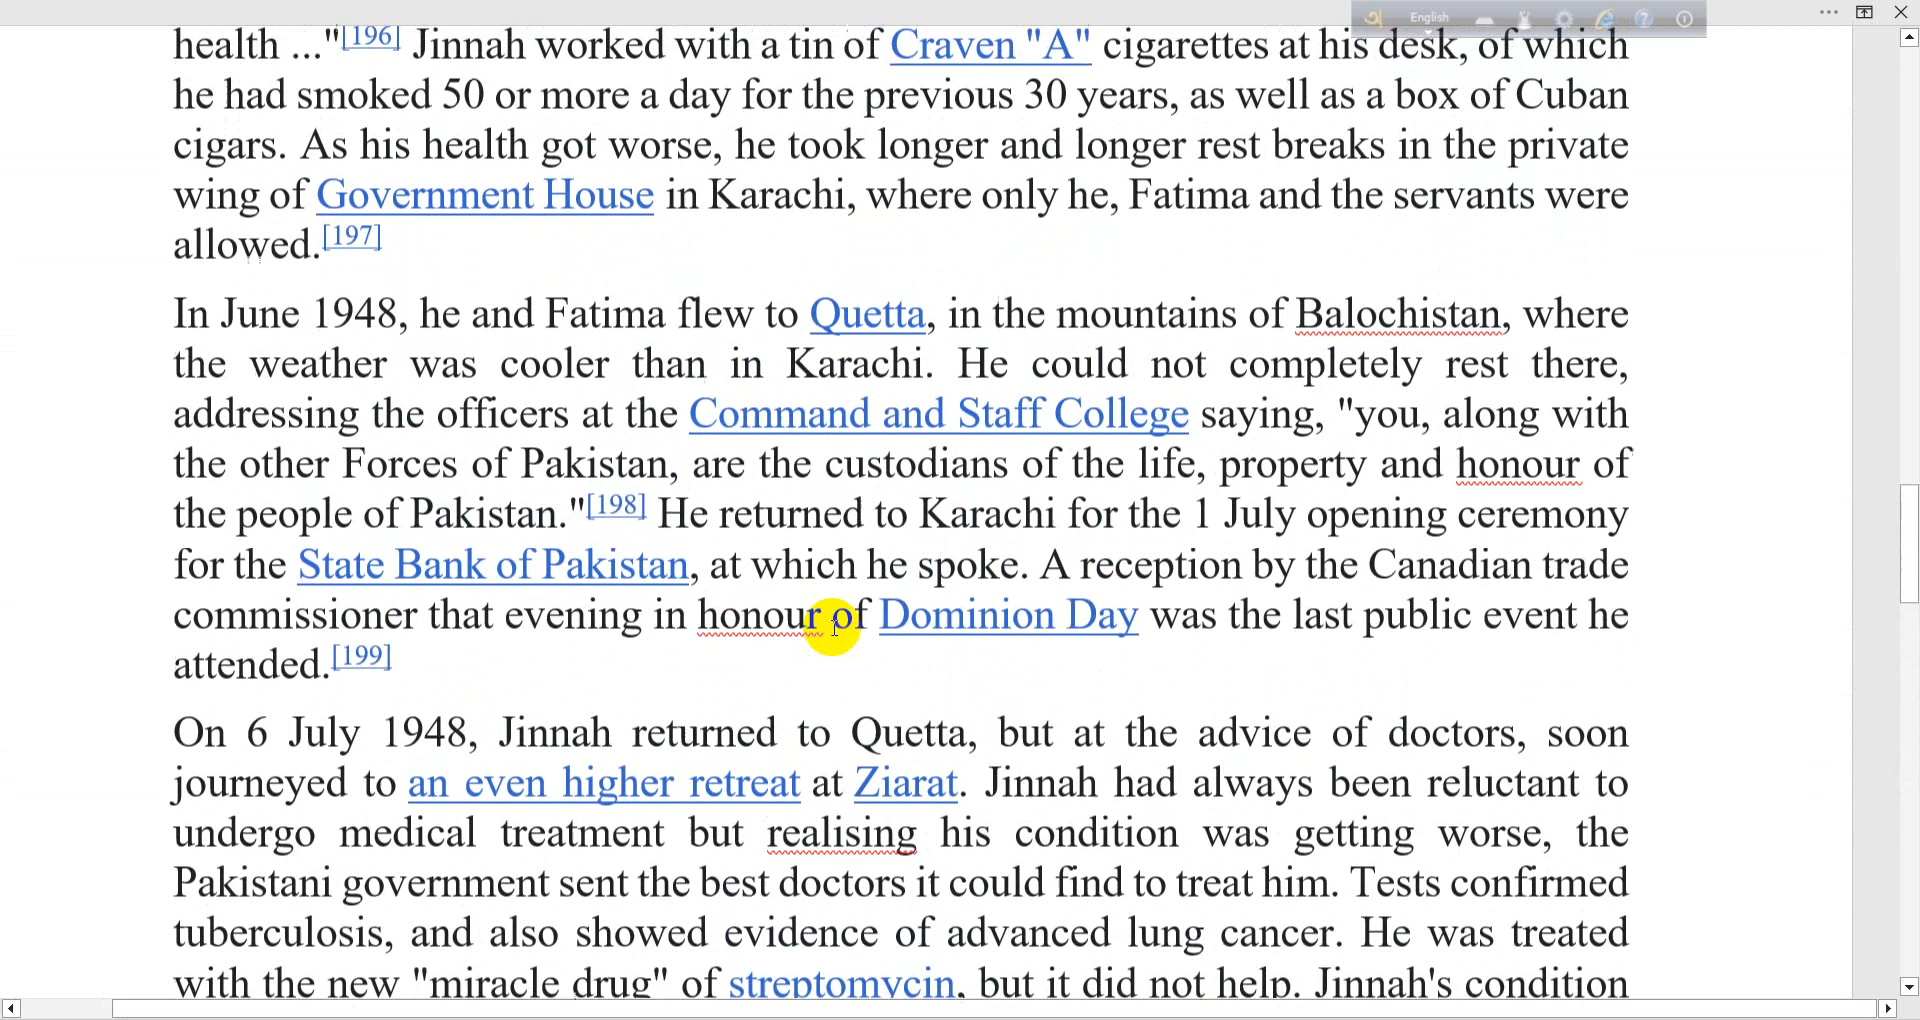 English
health ..."[196] Jinnah worked with a tin of Craven "A" cigarettes at his desk, of which
he had smoked 50 or more a day for the previous 30 years, as well as a box of Cuban
cigars. As his health got worse, he took longer and longer rest breaks in the private
wing of Government House in Karachi, where only he, Fatima and the servants were
allowed.[197]
In June 1948, he and Fatima flew to Quetta, in the mountains of Balochistan, where
the weather was cooler than in Karachi. He could not completely rest there,
addressing the officers at the Command and Staff College saying, "you, along with
the other Forces of Pakistan, are the custodians of the life, property and honour of
the people of Pakistan."[198] He returned to Karachi for the 1 July opening ceremony
for the State Bank of Pakistan, at which he spoke. A reception by the Canadian trade
commissioner that evening in honour of Dominion Day was the last public event he
attended.[199]
On 6 July 1948, Jinnah returned to Quetta, but at the advice of doctors, soon
journeyed to an even higher retreat at Ziarat. Jinnah had always been reluctant to
undergo medical treatment but realising his condition was getting worse, the
Pakistani government sent the best doctors it could find to treat him. Tests confirmed
tuberculosis, and also showed evidence of advanced lung cancer. He was treated
with the new "miracle drug" of streptomycin, but it did not help. Jinnah's condition